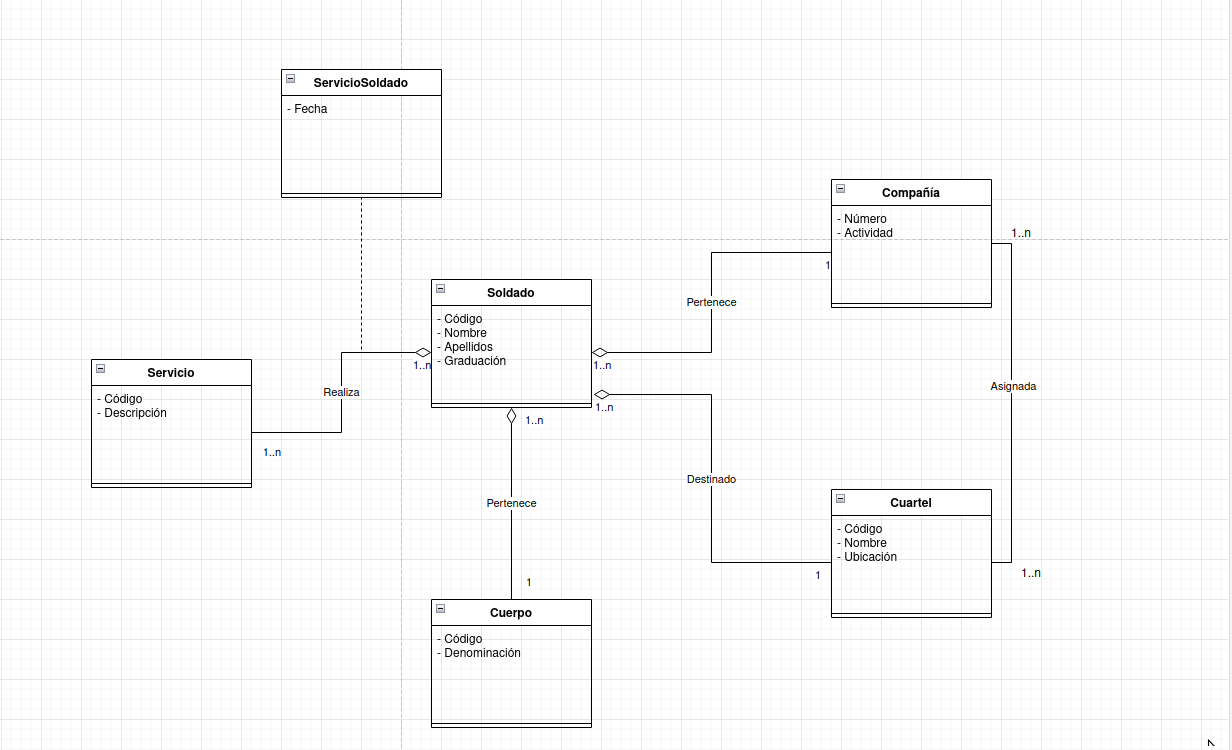 ServicioSoldado
- Fecha
Compañía
- Número
- Actividad
1..n
1
Pertenece
Soldado
- Código
- Nombre
- Apellidos
- Graduación
1..n
1..n
1..n
1..n
Servicio
- Código
- Descripción
Realiza
1..n
Asignada
Destinado
Pertenece
Cuartel
- Código
- Nombre
- Ubicación
1
1..n
1
Cuerpo
- Código
- Denominación